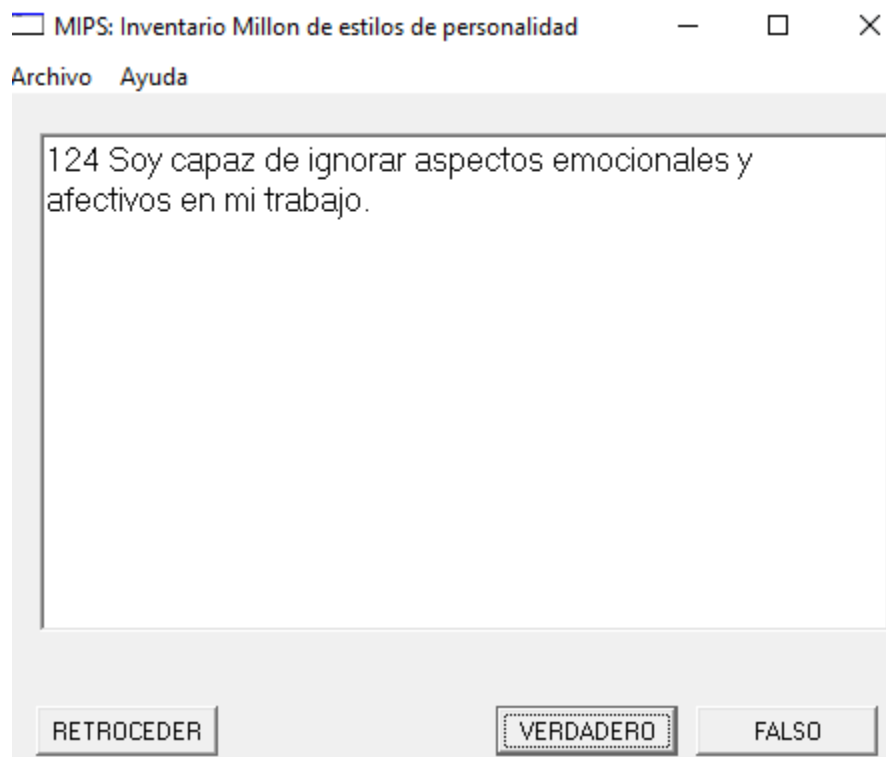 MIPS: Inventario Millon de estilos de personalidad
Archivo Ayuda
124 Soy capaz de ignorar aspectos emocionales y
afectivos en mi trabajo.
RETROCEDER VERDADERO FALSO